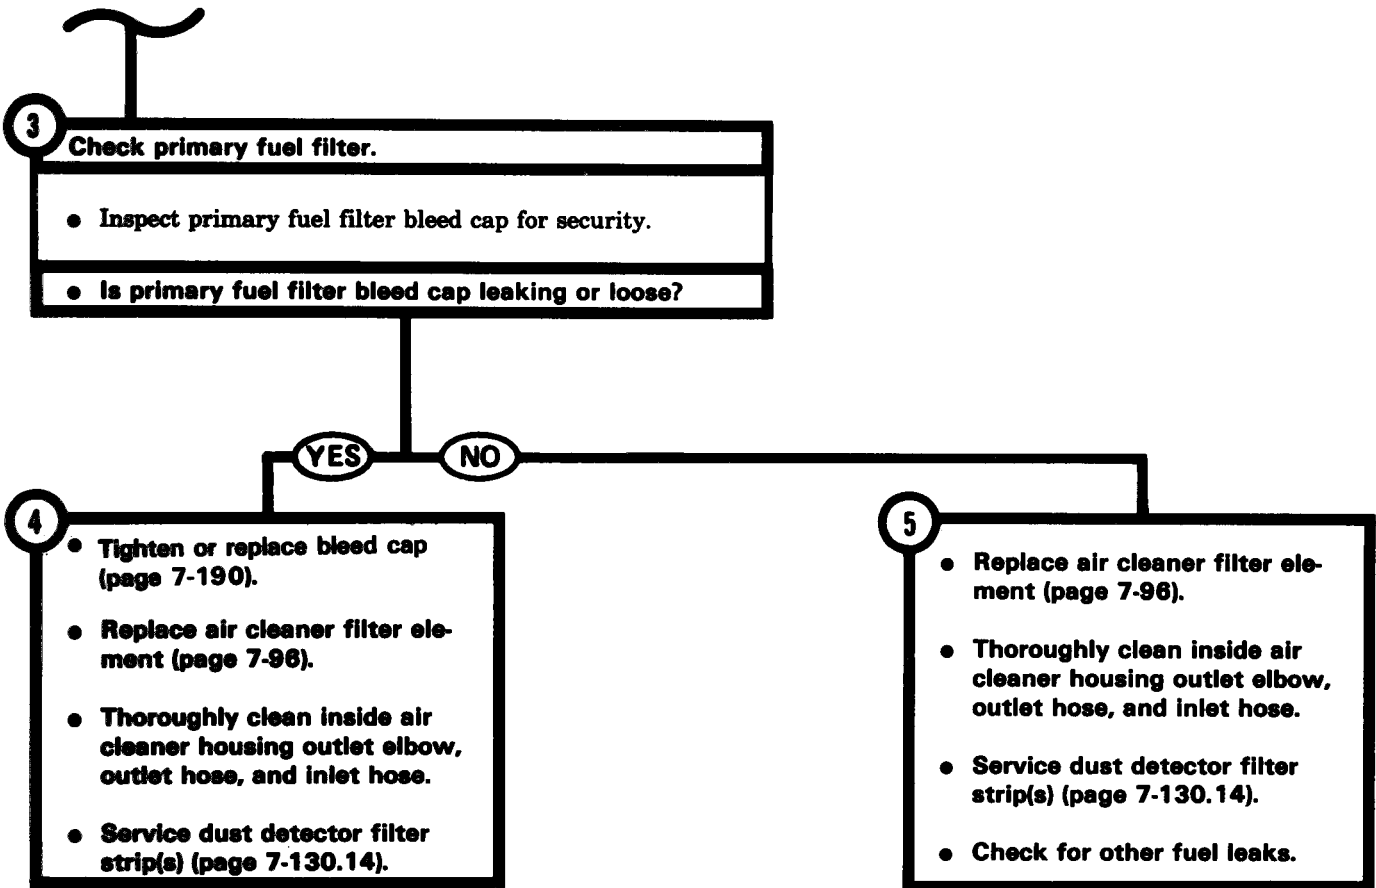 3
Check primary fuel filter.
● Inspect primary fuel filter bleed cap for security.
● Is primary fuel filter bleed cap leaking or loose?
YES
NO
4
● Tighten or replace bleed cap
(page 7-190).
● Replace air cleaner filter ele-
ment (page 7-96).
● Thoroughly clean inside air
cleaner housing outlet elbow,
outlet hose, and inlet hose.
● Service dust detector filter
strip(s) (page 7-130.14).
5
● Replace air cleaner filter ele-
ment (page 7-96).
● Thoroughly clean inside air
cleaner housing outlet elbow,
outlet hose, and inlet hose.
● Service dust detector filter
strip(s) (page 7-130.14).
● Check for other fuel leaks.